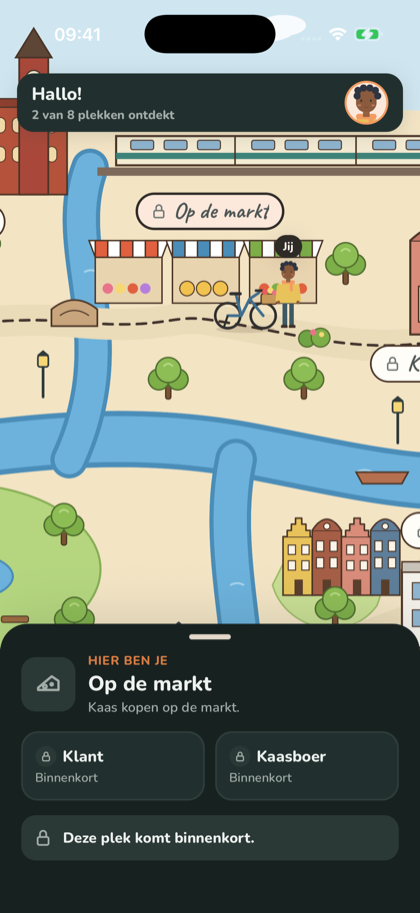 09:41
Hallo!
2 van 8 plekken ontdekt
Op de markt
Jij
K
HIER BEN JE
Op de markt
Kaas kopen op de markt.
Klant
Binnenkort
Kaasboer
Binnenkort
Deze plek komt binnenkort.